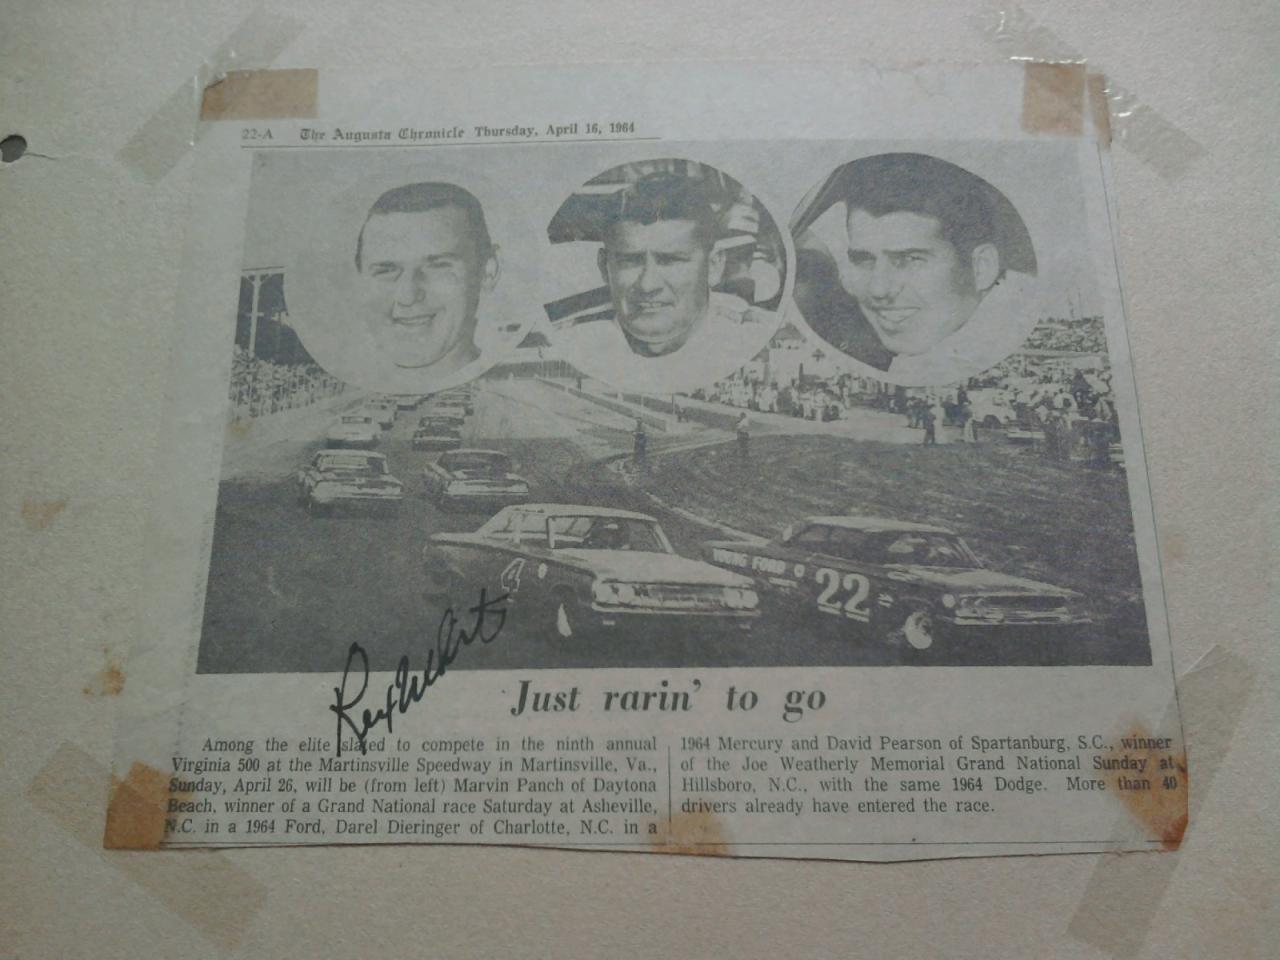 22-A The Augusta Chronicle Thursday, April 16, 1964
4
YOUNG FORD
22
Rex White
Just rarin' to go
Among the elite slated to compete in the ninth annual
Virginia 500 at the Martinsville Speedway in Martinsville, Va.,
Sunday, April 26, will be (from left) Marvin Panch of Daytona
Beach, winner of a Grand National race Saturday at Asheville,
N.C. in a 1964 Ford, Darel Dieringer of Charlotte, N.C. in a
1964 Mercury and David Pearson of Spartanburg, S.C., winner
of the Joe Weatherly Memorial Grand National Sunday at
Hillsboro, N.C., with the same 1964 Dodge. More than 40
drivers already have entered the race.